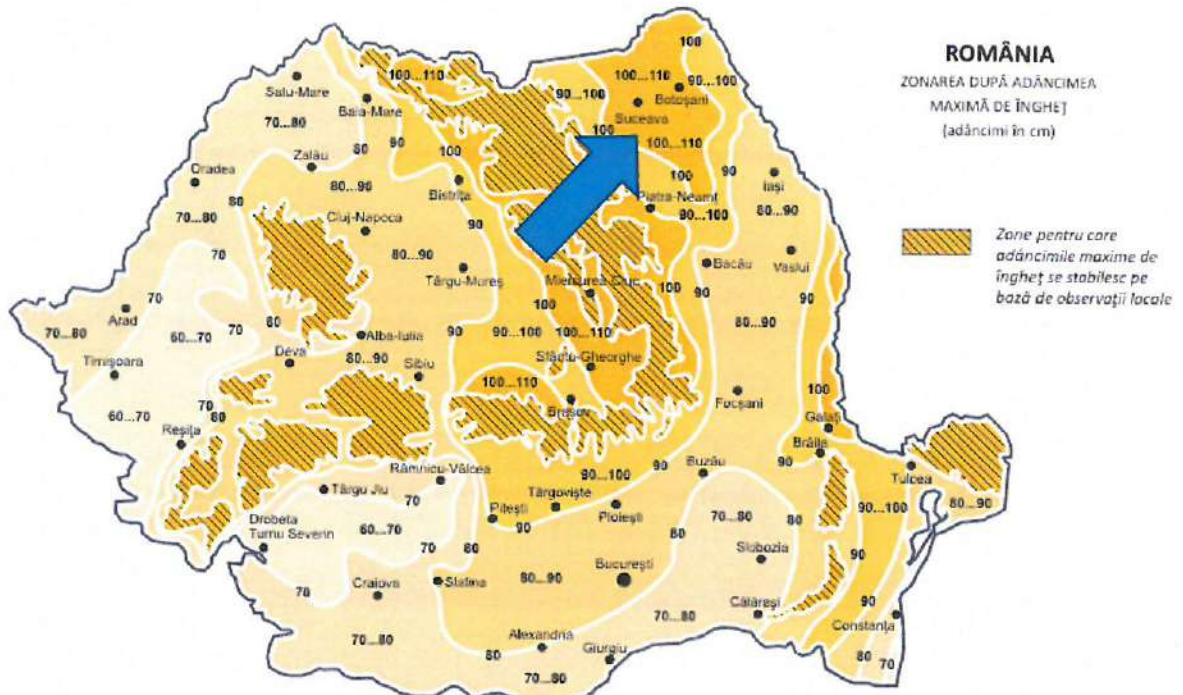 ROMÂNIA
ZONAREA DUPĂ ADÂNCIMEA
MAXIMĂ DE ÎNGHEȚ
(adâncimi în cm)
Zone pentru care
adâncimile maxime de
îngheț se stabilesc pe
bază de observații locale
100
100...110
90...100
Botoșani
Suceava
90...100
100
100...110
100
100...110
Satu-Mare
Baia-Mare
70...80
80
90
100
Zalău
Oradea
80
80...90
Bistrița
Piatra-Neamț
90...100
90
Iași
80...90
70...80
Cluj-Napoca
90
70
80...90
Târgu-Mureș
Miercurea Ciuc
100
Bacău
90
Vaslui
90
70
Arad
70...80
60...70
70
80
Alba-Iulia
90
100
90...100
100...110
100
80...90
Timișoara
Deva
80...90
Sibiu
Sfântu-Gheorghe
100...110
Brașov
Focșani
100
Galați
60...70
70
80
Reșița
Brăila
90
Râmnicu-Vâlcea
90...100
90
Buzău
Tulcea
80...90
Târgu Jiu
70
Târgoviște
Pitești
Ploiești
90
70...80
80
90...100
Drobeta
Turnu Severin
60...70
70
80
80
Slobozia
90
70
Craiova
Slatina
80...90
București
Călărași
90
Constanța
70...80
70...80
Alexandria
80
Giurgiu
70...80
80
70